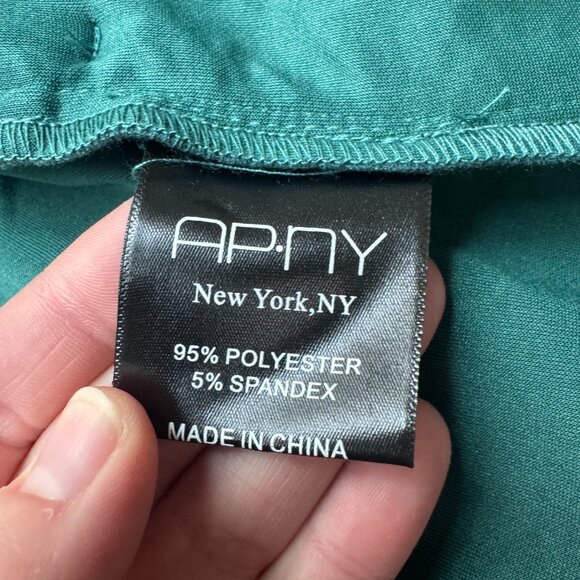 AP·NY
New York,NY
95% POLYESTER
5% SPANDEX
MADE IN CHINA